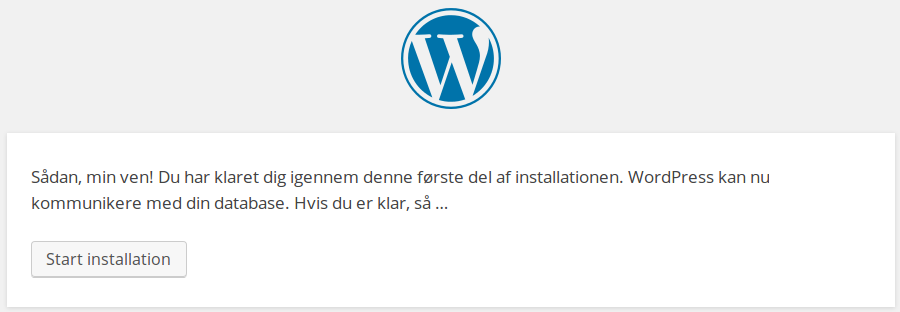 Sådan, min ven! Du har klaret dig igennem denne første del af installationen. WordPress kan nu
kommunikere med din database. Hvis du er klar, så …
Start installation